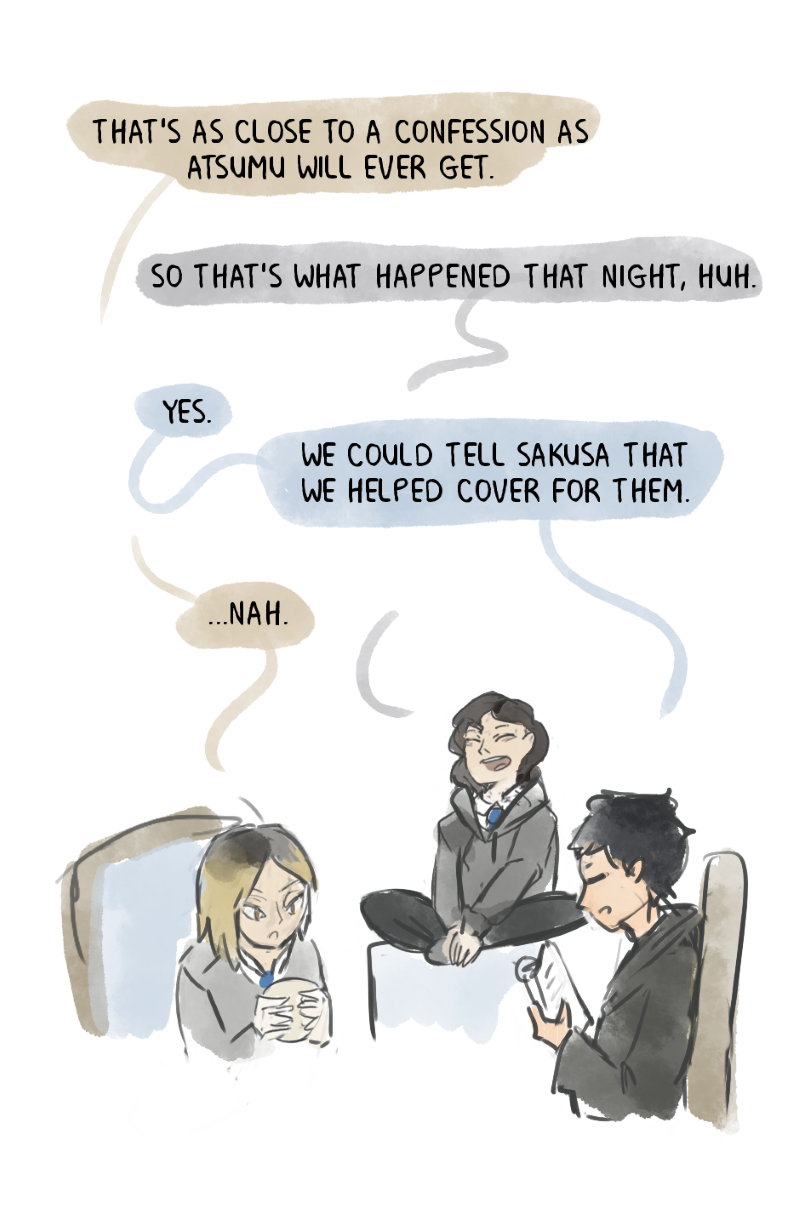 THAT'S AS CLOSE TO A CONFESSION AS
ATSUMU WILL EVER GET.
SO THAT'S WHAT HAPPENED THAT NIGHT, HUH.
YES.
WE COULD TELL SAKUSA THAT
WE HELPED COVER FOR THEM.
...NAH.